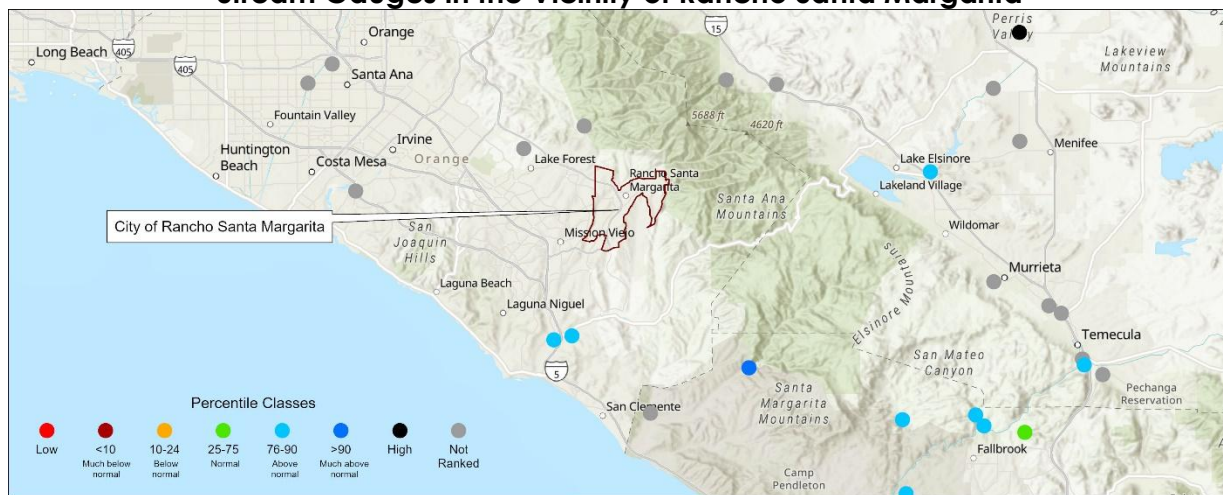 Stream Gauges in the Vicinity of Rancho Santa Margarita
405
Long Beach
Orange
405
Santa Ana
Fountain Valley
Huntington
Beach
Irvine
Costa Mesa
Orange
Lake Forest
Rancho Santa
Margarita
City of Rancho Santa Margarita
San
Joaquin
Hills
Mission Viejo
Laguna Beach
Laguna Niguel
5
San Clemente
15
5688 ft
4620 ft
Santa Ana
Mountains
Perris
Valley
Lakeview
Mountains
Menifee
Lake Elsinore
Lakeland Village
Wildomar
Elsinore Mountains
Murrieta
Temecula
San Mateo
Canyon
Pechanga
Reservation
Santa
Margarita
Mountains
Fallbrook
Camp
Pendleton
Percentile Classes
Low
<10
Much below
normal
10-24
Below
normal
25-75
Normal
76-90
Above
normal
>90
Much above
normal
High
Not
Ranked